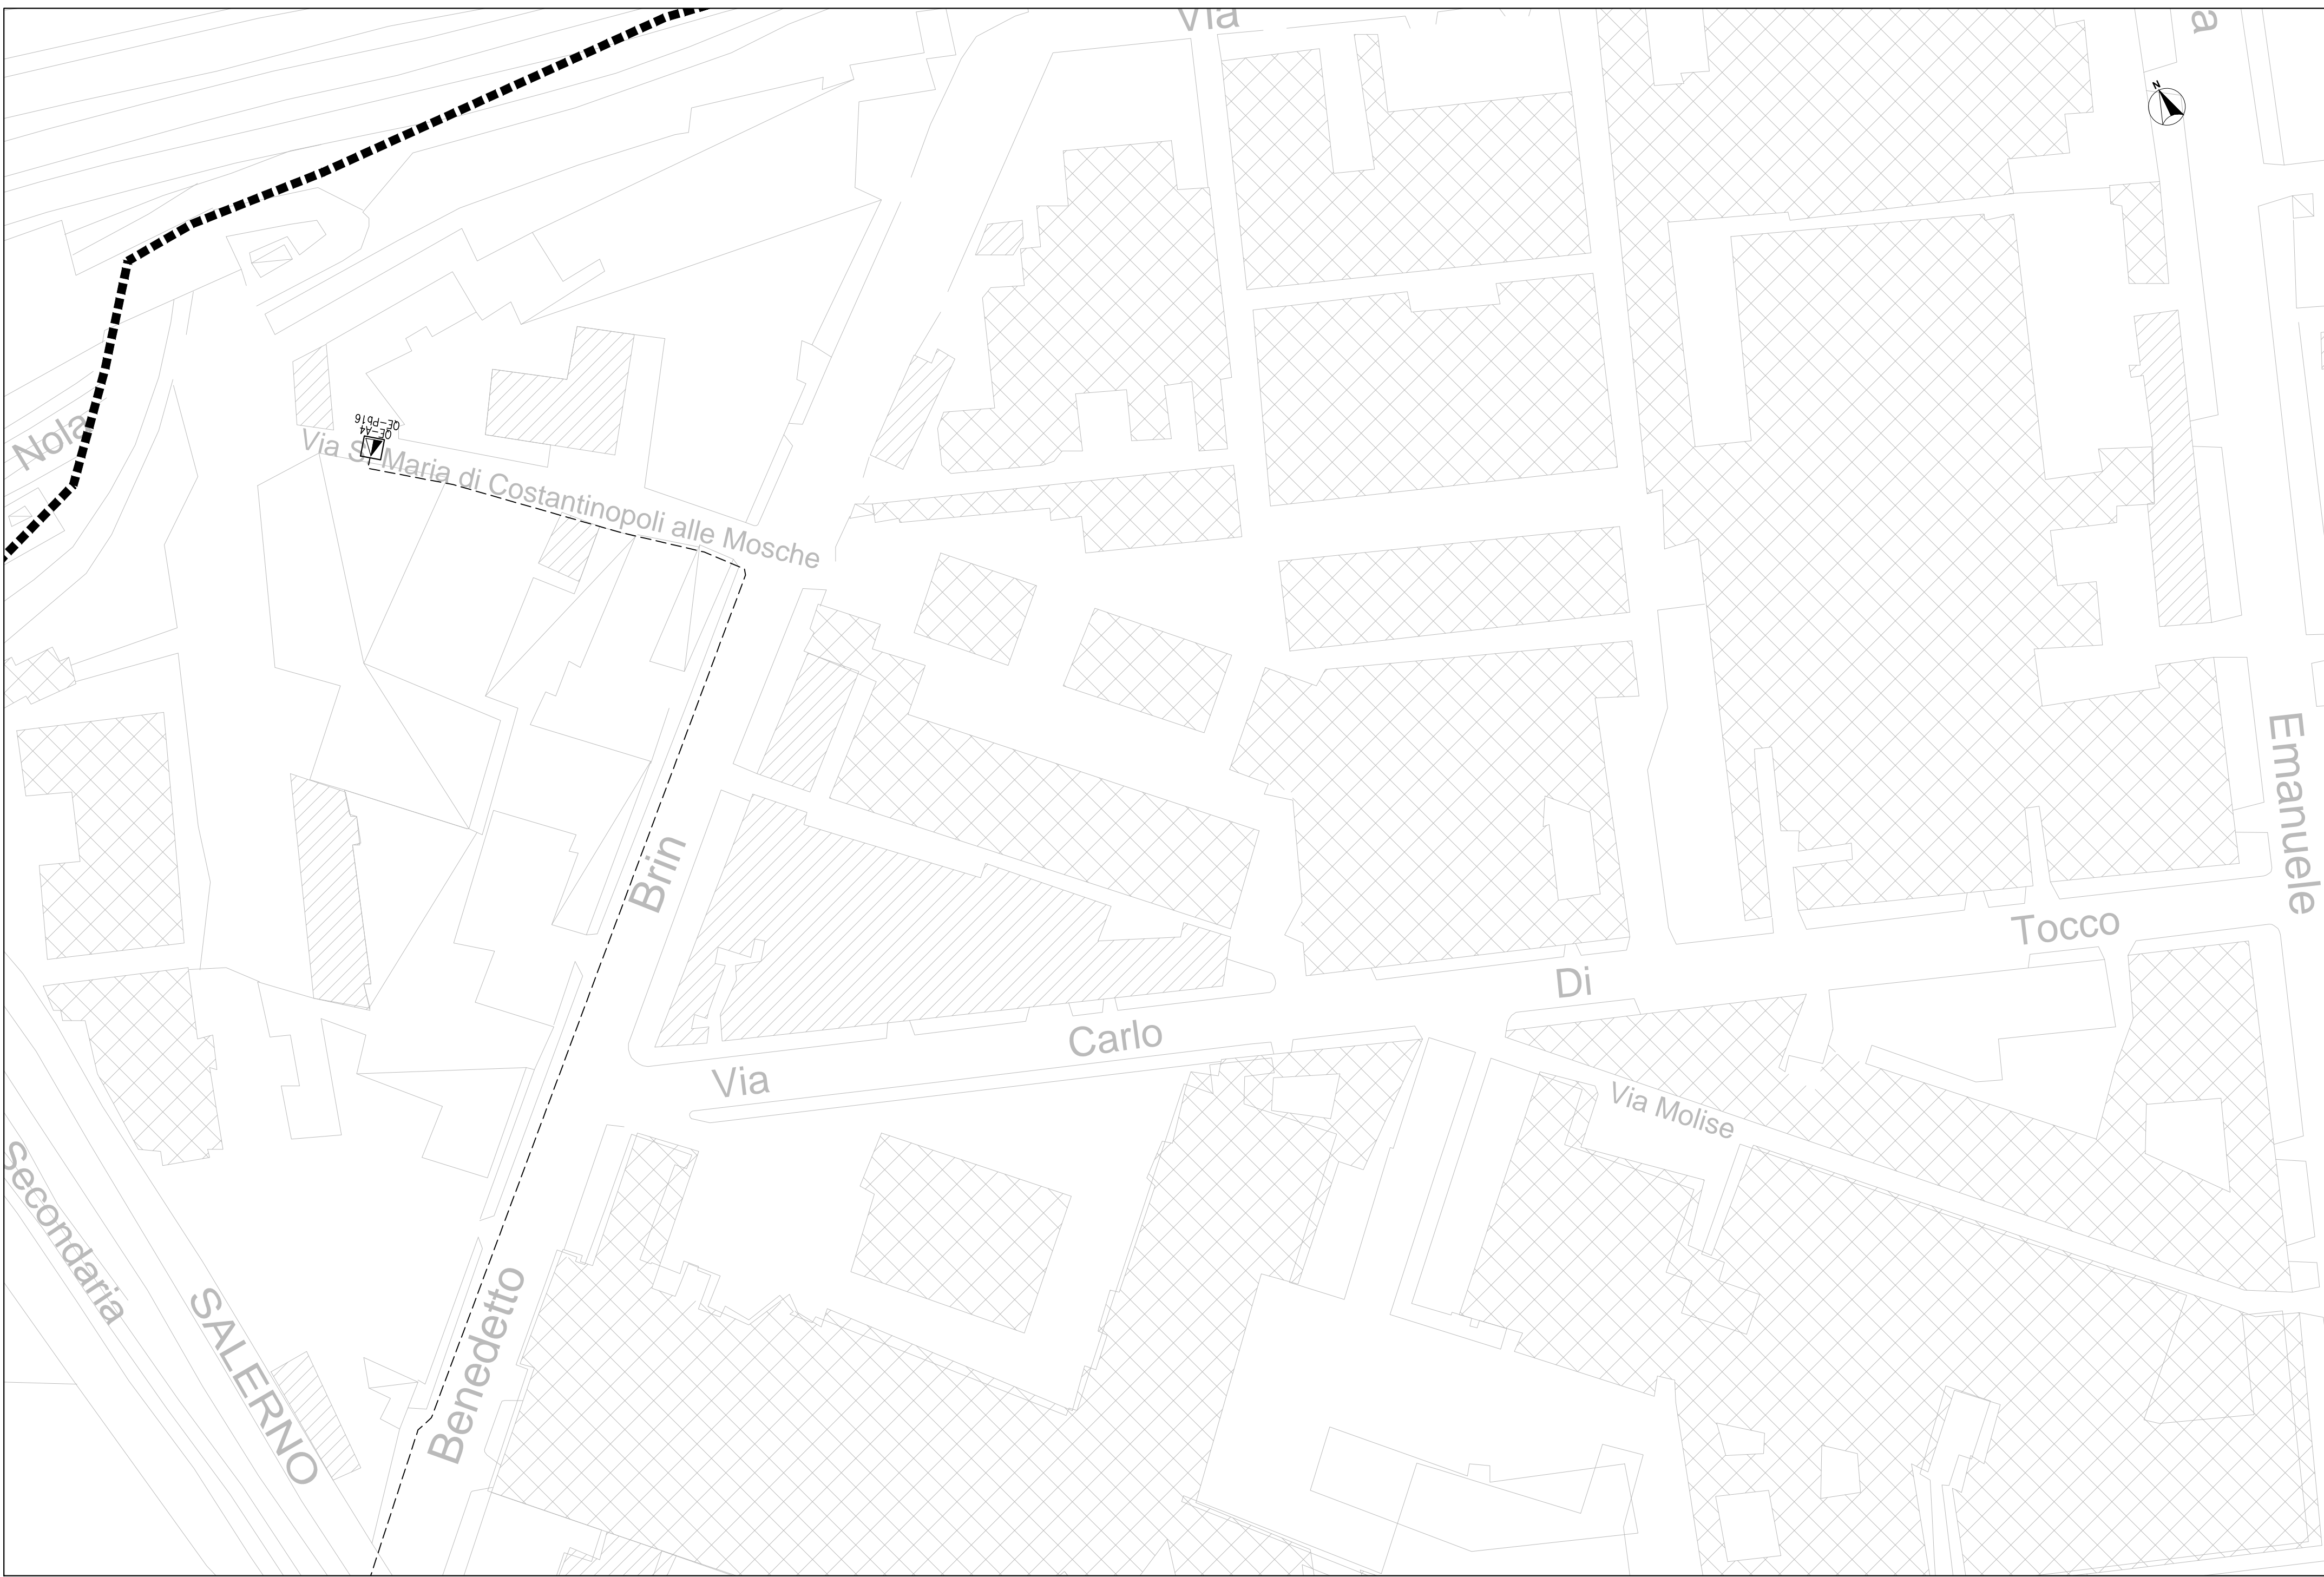 Via
a
N
Nola
QE-Pb16
QE-A4
Via S. Maria di Costantinopoli alle Mosche
Brin
Emanuele
Tocco
Di
Carlo
Via
Via Molise
Secondaria
SALERNO
Benedetto